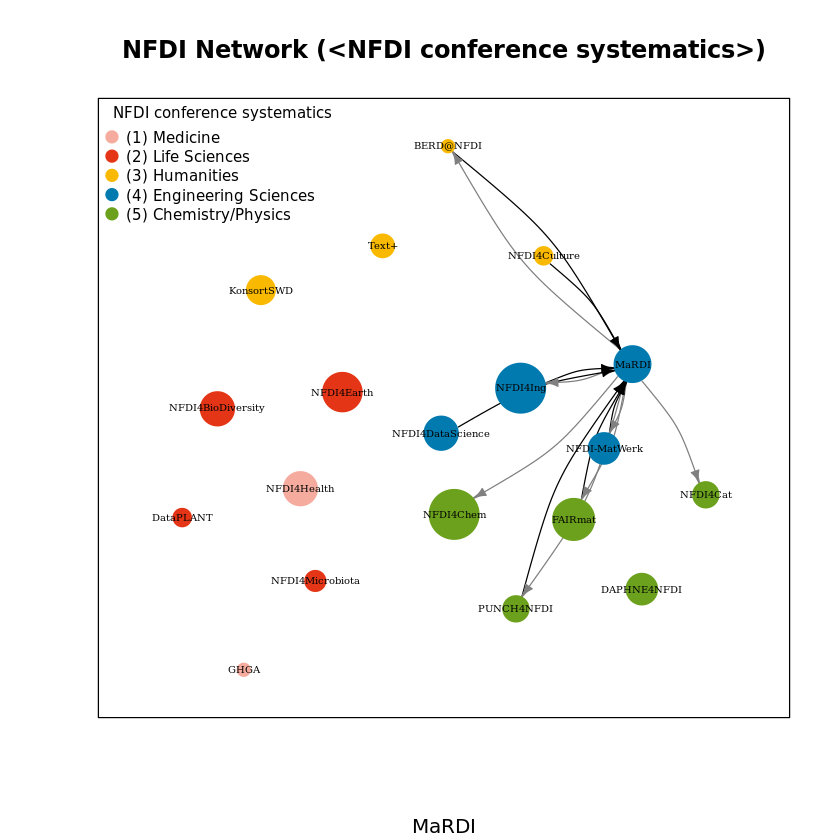 NFDI Network (<NFDI conference systematics>)
NFDI conference systematics
(1) Medicine
(2) Life Sciences
(3) Humanities
(4) Engineering Sciences
(5) Chemistry/Physics
BERD@NFDI
Text+
NFDI4Culture
KonsortSWD
MaRDI
NFDI4Ing
NFDI4Earth
NFDI4BioDiversity
NFDI4DataScience
NFDI-MatWerk
NFDI4Health
NFDI4Cat
NFDI4Chem
DataPLANT
FAIRmat
NFDI4Microbiota
DAPHNE4NFDI
PUNCH4NFDI
GHGA
MaRDI